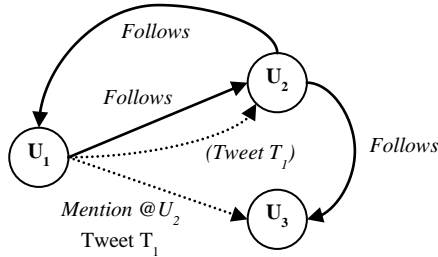 Follows
U2
Follows
U1
(Tweet T1)
Follows
Mention @U2
U3
Tweet T1